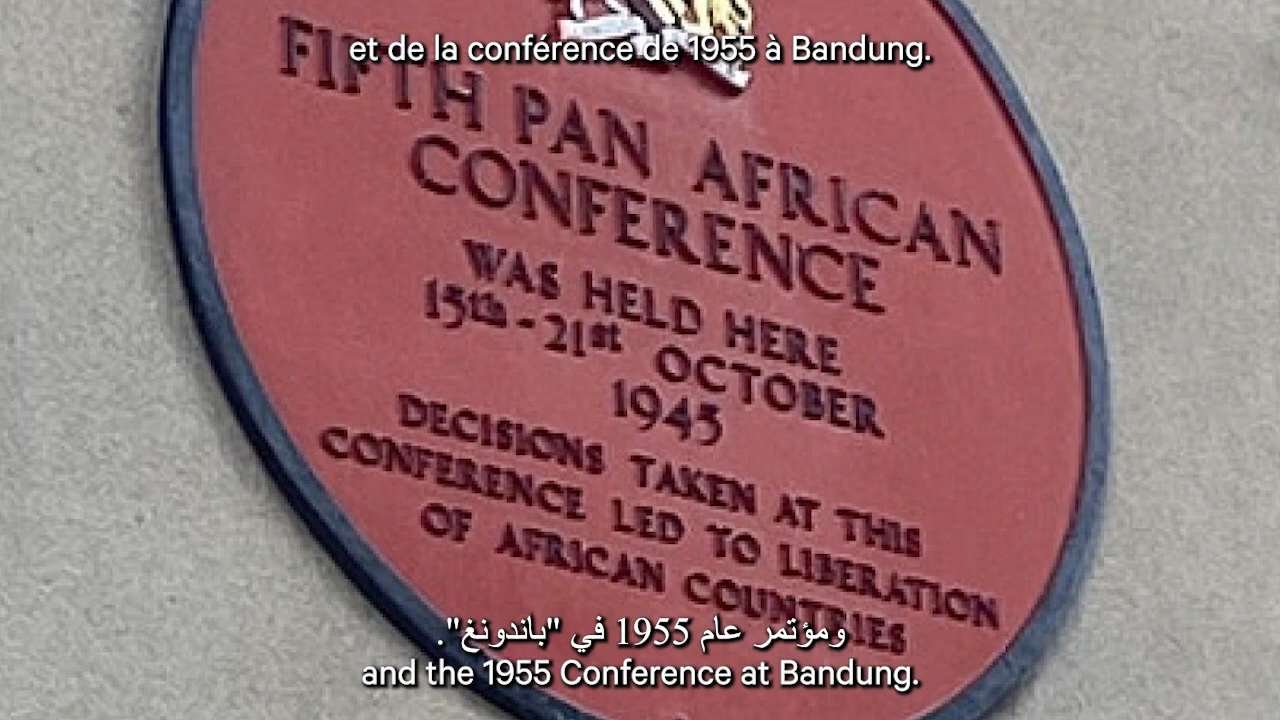 et de la conférence de 1955 à Bandung.
FIFTH PAN AFRICAN
CONFERENCE
WAS HELD HERE
15th - 21st OCTOBER
1945
DECISIONS TAKEN AT THIS
CONFERENCE LED TO LIBERATION
OF AFRICAN COUNTRIES
ومؤتمر عام 1955 في "باندونغ".
and the 1955 Conference at Bandung.